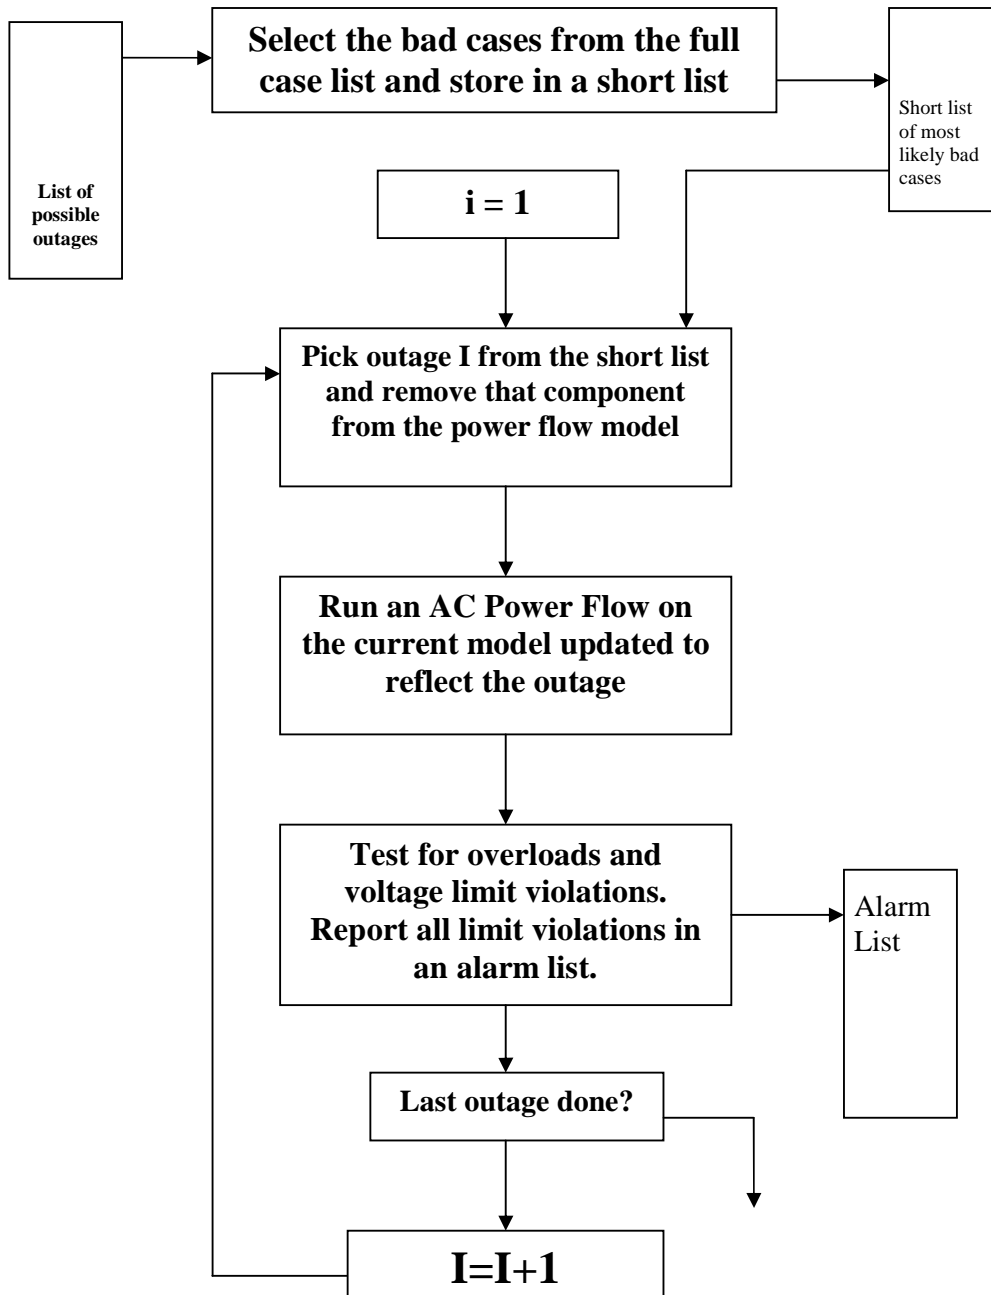 Select the bad cases from the full
case list and store in a short list
Short list
of most
likely bad
cases
List of
possible
outages
i = 1
Pick outage I from the short list
and remove that component
from the power flow model
Run an AC Power Flow on
the current model updated to
reflect the outage
Test for overloads and
voltage limit violations.
Report all limit violations in
an alarm list.
Alarm
List
Last outage done?
I=I+1